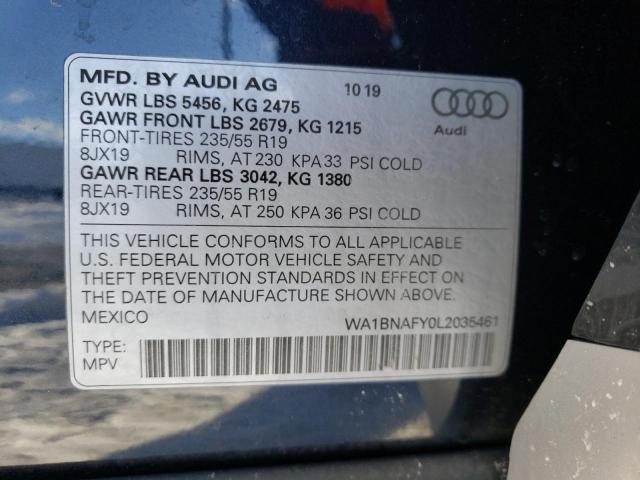 MFD. BY AUDI AG 10 19
GVWR LBS 5456, KG 2475
GAWR FRONT LBS 2679, KG 1215
Audi
FRONT-TIRES 235/55 R19
8JX19 RIMS, AT 230 KPA 33 PSI COLD
GAWR REAR LBS 3042, KG 1380
REAR-TIRES 235/55 R19
8JX19 RIMS, AT 250 KPA 36 PSI COLD
THIS VEHICLE CONFORMS TO ALL APPLICABLE
U.S. FEDERAL MOTOR VEHICLE SAFETY AND
THEFT PREVENTION STANDARDS IN EFFECT ON
THE DATE OF MANUFACTURE SHOWN ABOVE.
MEXICO WA1BNAFY0L2035461
TYPE:
MPV